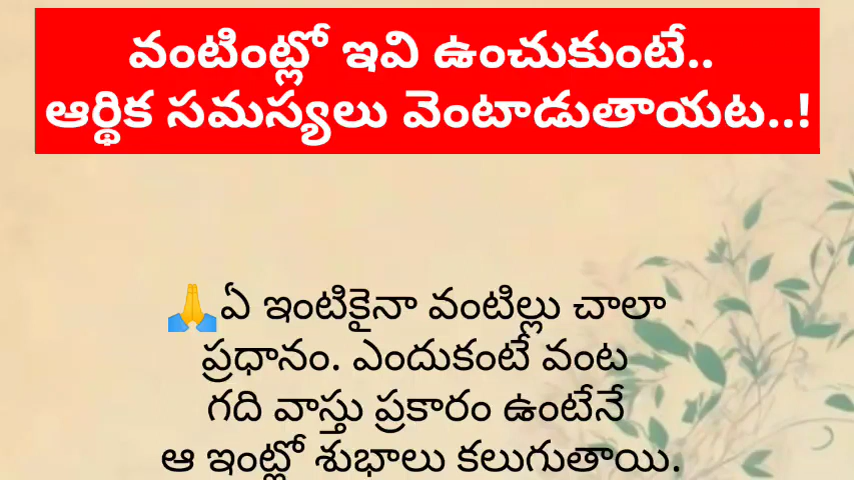 వంటింట్లో ఇవి ఉంచుకుంటే..
ఆర్థిక సమస్యలు వెంటాడుతాయట..!
🙏ఏ ఇంటికైనా వంటిల్లు చాలా
ప్రధానం. ఎందుకంటే వంట
గది వాస్తు ప్రకారం ఉంటేనే
ఆ ఇంట్లో శుభాలు కలుగుతాయి.